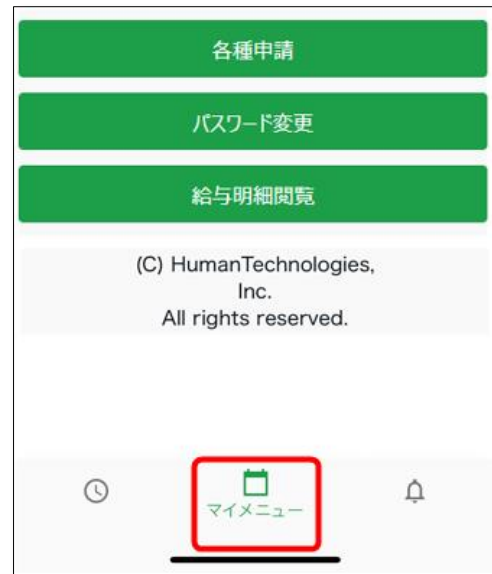 各種申請
パスワード変更
給与明細閲覧
(C) HumanTechnologies,
Inc.
All rights reserved.
マイメニュー